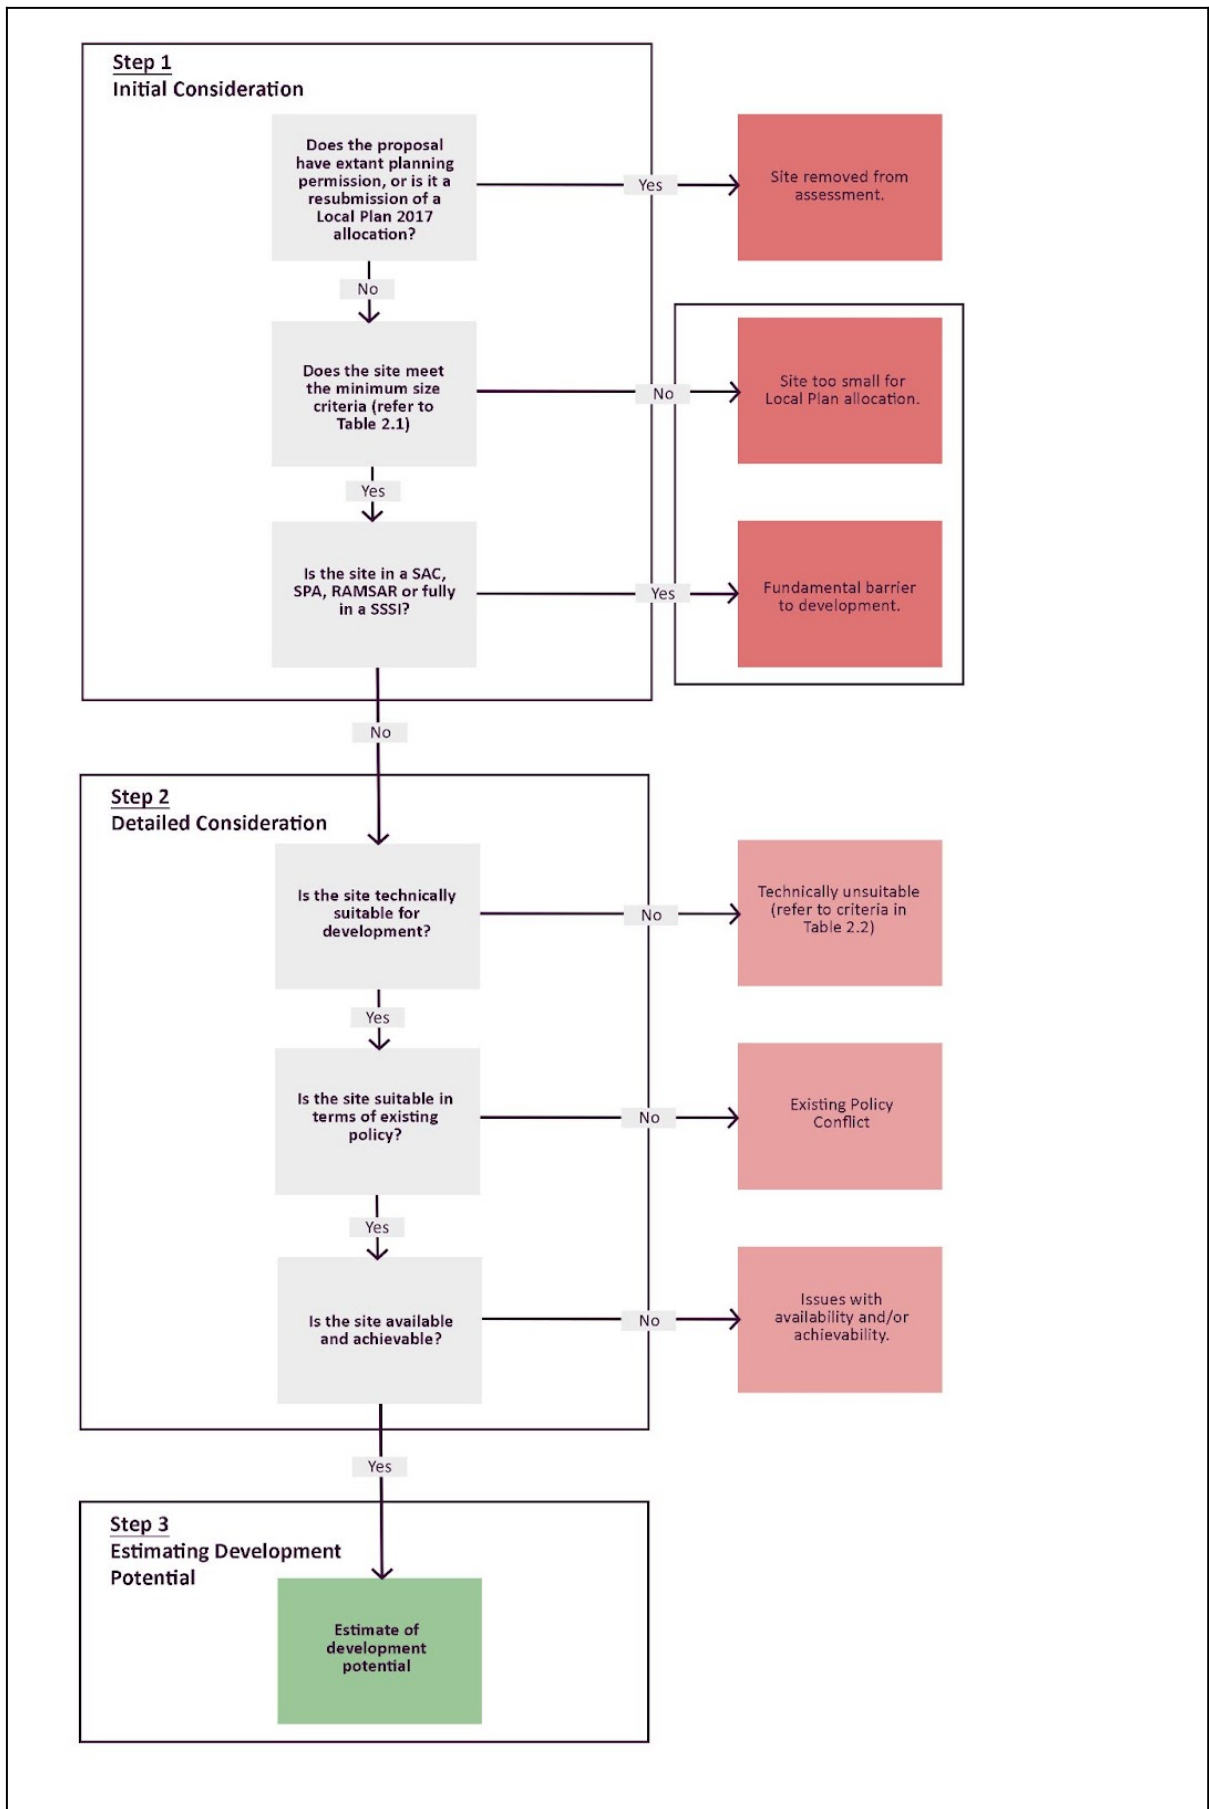 Step 1
Initial Consideration
Does the proposal
have extant planning
permission, or is it a
resubmission of a
Local Plan 2017
allocation?
Yes
Site removed from
assessment.
No
Does the site meet
the minimum size
criteria (refer to
Table 2.1)
No
Site too small for
Local Plan allocation.
Yes
Is the site in a SAC,
SPA, RAMSAR or fully
in a SSSI?
Yes
Fundamental barrier
to development.
No
Step 2
Detailed Consideration
Is the site technically
suitable for
development?
No
Technically unsuitable
(refer to criteria in
Table 2.2)
Yes
Is the site suitable in
terms of existing
policy?
No
Existing Policy
Conflict
Yes
Is the site available
and achievable?
No
Issues with
availability and/or
achievability.
Yes
Step 3
Estimating Development
Potential
Estimate of
development
potential